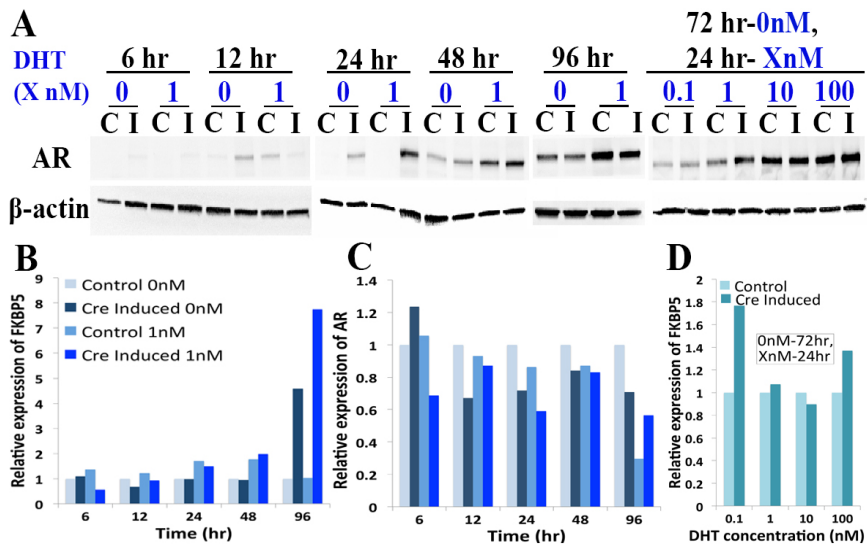 A
72 hr-0nM,
DHT 6 hr 12 hr 24 hr 48 hr 96 hr 24 hr- XnM
(X nM) 0 1 0 1 0 1 0 1 0 1 0.1 1 10 100
C I C I C I C I C I C I C I C I C I C I C I C I C I C I
AR
β-actin
B
Relative expression of FKBP5
9
8
7
6
5
4
3
2
1
0
Control 0nM
Cre Induced 0nM
Control 1nM
Cre Induced 1nM
6 12 24 48 96
Time (hr)
C
Relative expression of AR
1.4
1.2
1
0.8
0.6
0.4
0.2
0
6 12 24 48 96
Time (hr)
D
Relative expression of FKBP5
2
1.8
1.6
1.4
1.2
1
0.8
0.6
0.4
0.2
0
Control
Cre Induced
0nM-72hr,
XnM-24hr
0.1 1 10 100
DHT concentration (nM)